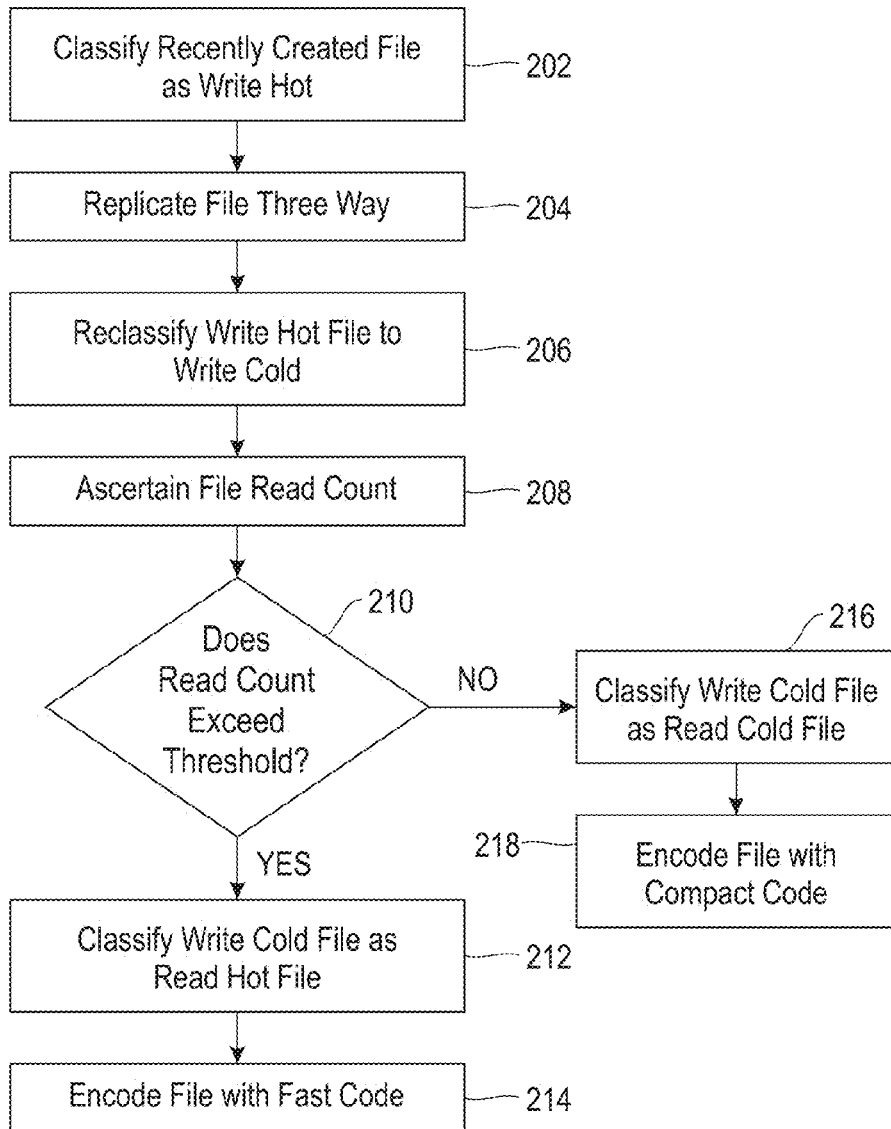 Classify Recently Created File
as Write Hot
202
Replicate File Three Way
204
Reclassify Write Hot File to
Write Cold
206
Ascertain File Read Count
208
210
Does
Read Count
Exceed
Threshold?
NO
216
Classify Write Cold File
as Read Cold File
218
Encode File with
Compact Code
YES
Classify Write Cold File as
Read Hot File
212
Encode File with Fast Code
214